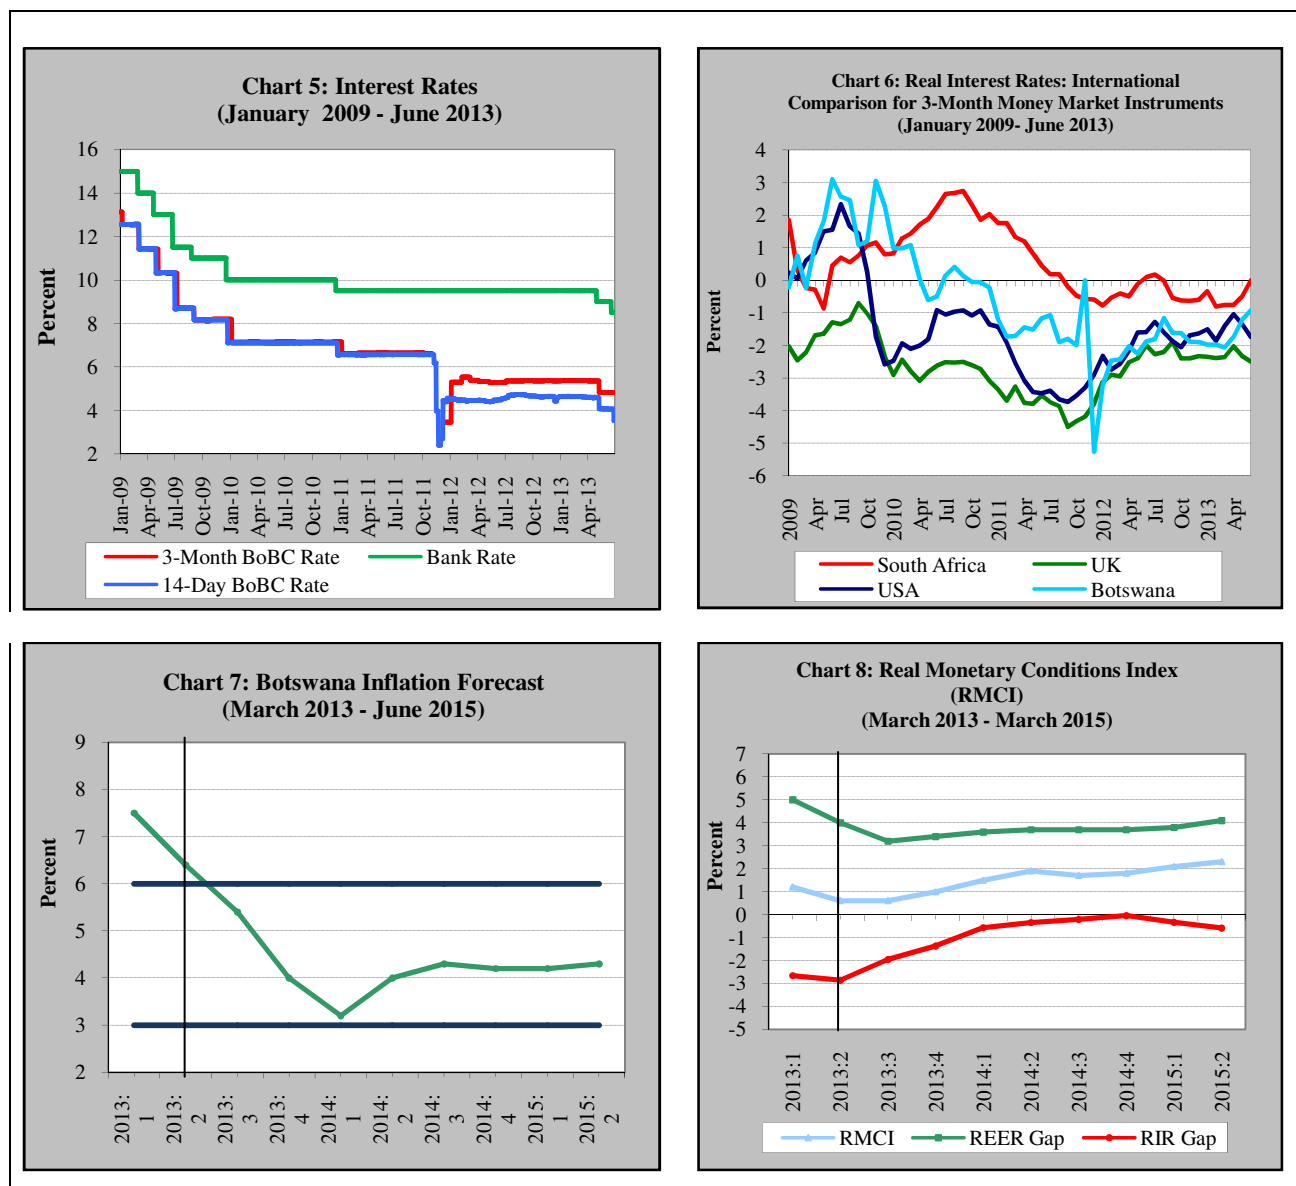 Chart 5: Interest Rates
(January 2009 - June 2013)
Percent
16
14
12
10
8
6
4
2
Jan-09
Apr-09
Jul-09
Oct-09
Jan-10
Apr-10
Jul-10
Oct-10
Jan-11
Apr-11
Jul-11
Oct-11
Jan-12
Apr-12
Jul-12
Oct-12
Jan-13
Apr-13
3-Month BoBC Rate
Bank Rate
14-Day BoBC Rate
Chart 6: Real Interest Rates: International
Comparison for 3-Month Money Market Instruments
(January 2009- June 2013)
Percent
4
3
2
1
0
-1
-2
-3
-4
-5
-6
2009
Apr
Jul
Oct
2010
Apr
Jul
Oct
2011
Apr
Jul
Oct
2012
Apr
Jul
Oct
2013
Apr
South Africa
UK
USA
Botswana
Chart 7: Botswana Inflation Forecast
(March 2013 - June 2015)
Percent
9
8
7
6
5
4
3
2
2013:
1
2013:
2
2013:
3
2013:
4
2014:
1
2014:
2
2014:
3
2014:
4
2015:
1
2015:
2
Chart 8: Real Monetary Conditions Index
(RMCI)
(March 2013 - March 2015)
Percent
7
6
5
4
3
2
1
0
-1
-2
-3
-4
-5
2013:1
2013:2
2013:3
2013:4
2014:1
2014:2
2014:3
2014:4
2015:1
2015:2
RMCI
REER Gap
RIR Gap